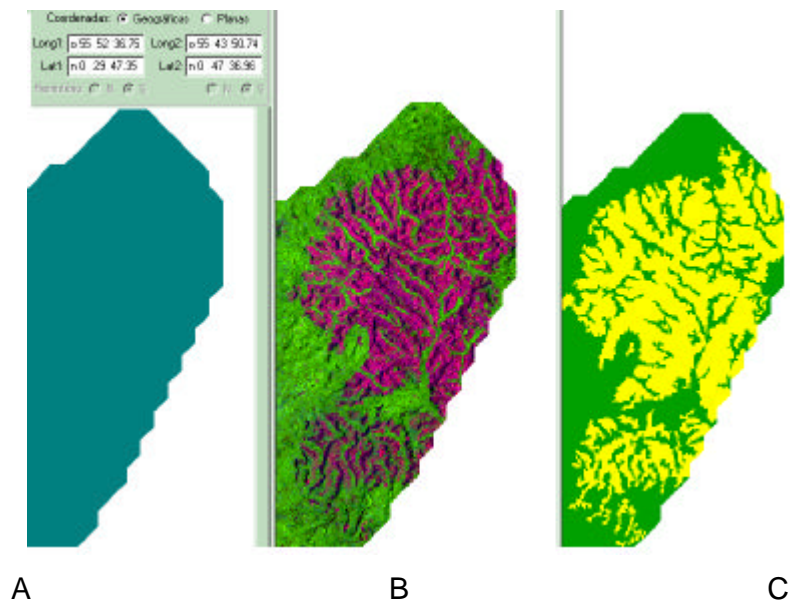 Coordenadas: Geográficas Planas
Long1: o 55 52 36.75 Long2: o 55 43 50.74
Lat1: n 0 29 47.35 Lat2: n 0 47 36.96
N S N S
A B C